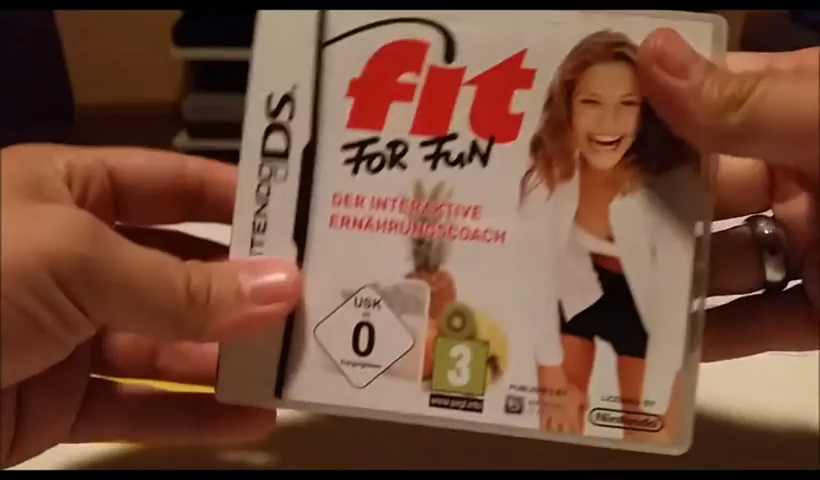 NINTENDO DS
fit
FOR FUN
DER INTERAKTIVE
ERNÄHRUNGSCOACH
USK
0
3
www.pegi.info
PUBLISHED BY
LICENSED BY
Nintendo